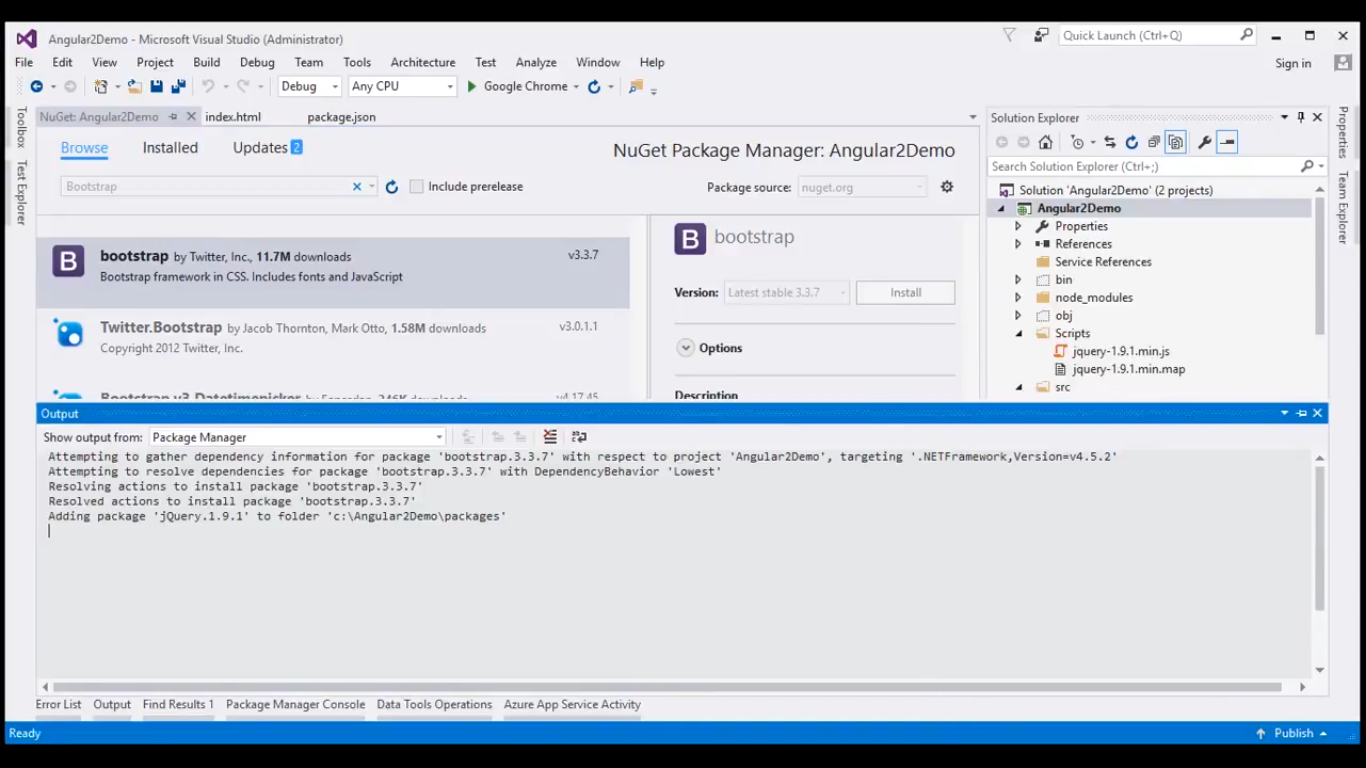 Angular2Demo - Microsoft Visual Studio (Administrator)
Quick Launch (Ctrl+Q)
File Edit View Project Build Debug Team Tools Architecture Test Analyze Window Help
Sign in
Debug Any CPU Google Chrome
Toolbox
Test Explorer
NuGet: Angular2Demo index.html package.json
Browse Installed Updates 2
NuGet Package Manager: Angular2Demo
Bootstrap
Include prerelease
Package source: nuget.org
B bootstrap by Twitter, Inc., 11.7M downloads v3.3.7
Bootstrap framework in CSS. Includes fonts and JavaScript
Twitter.Bootstrap by Jacob Thornton, Mark Otto, 1.58M downloads v3.0.1.1
Copyright 2012 Twitter, Inc.
Bootstrap.v3.Datetimepicker by Eonasdan, 246K downloads v4.17.45
B bootstrap
Version: Latest stable 3.3.7 Install
Options
Description
Solution Explorer
Search Solution Explorer (Ctrl+;)
Solution 'Angular2Demo' (2 projects)
Angular2Demo
Properties
References
Service References
bin
node_modules
obj
Scripts
jquery-1.9.1.min.js
jquery-1.9.1.min.map
src
Properties
Team Explorer
Output
Show output from: Package Manager
Attempting to gather dependency information for package 'bootstrap.3.3.7' with respect to project 'Angular2Demo', targeting '.NETFramework,Version=v4.5.2'
Attempting to resolve dependencies for package 'bootstrap.3.3.7' with DependencyBehavior 'Lowest'
Resolving actions to install package 'bootstrap.3.3.7'
Resolved actions to install package 'bootstrap.3.3.7'
Adding package 'jQuery.1.9.1' to folder 'c:\Angular2Demo\packages'
Error List Output Find Results 1 Package Manager Console Data Tools Operations Azure App Service Activity
Ready
Publish